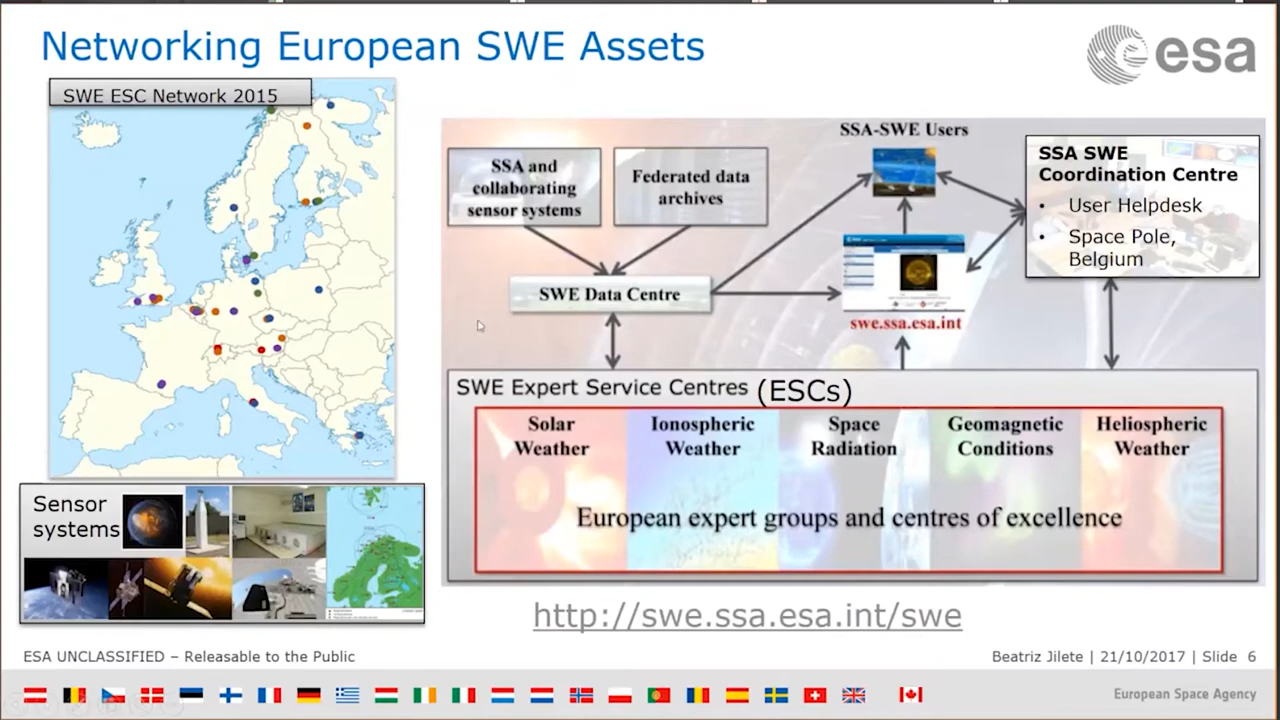 Networking European SWE Assets
esa
SWE ESC Network 2015
SSA-SWE Users
SSA and
collaborating
sensor systems
Federated data
archives
SSA SWE
Coordination Centre
• User Helpdesk
• Space Pole,
Belgium
SWE Data Centre
swe.ssa.esa.int
SWE Expert Service Centres (ESCs)
Solar
Weather
Ionospheric
Weather
Space
Radiation
Geomagnetic
Conditions
Heliospheric
Weather
European expert groups and centres of excellence
Sensor
systems
http://swe.ssa.esa.int/swe
ESA UNCLASSIFIED – Releasable to the Public
Beatriz Jilete | 21/10/2017 | Slide 6
European Space Agency